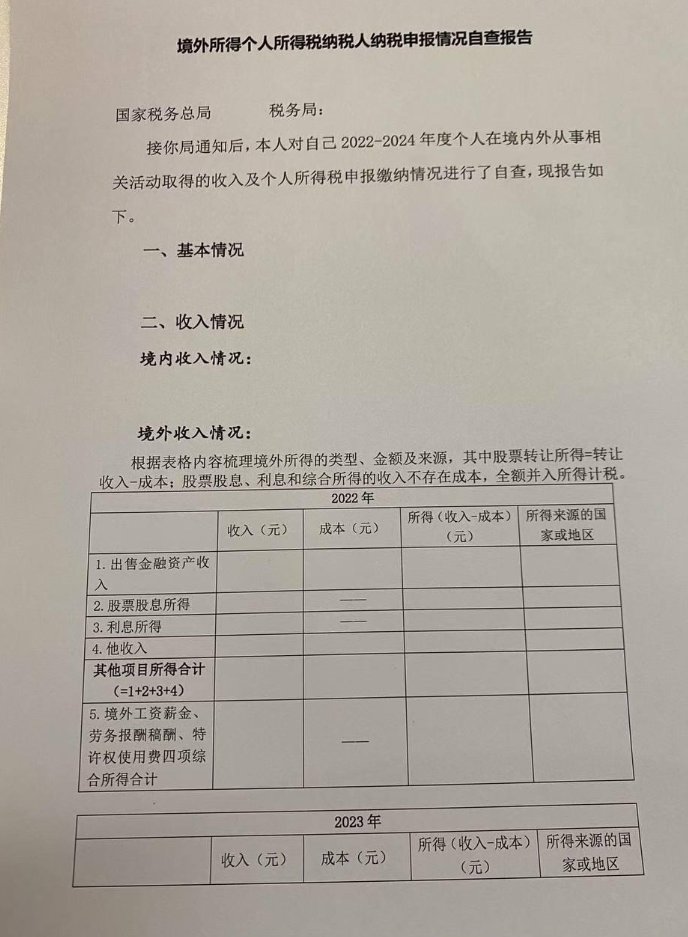 境外所得个人所得税纳税人纳税申报情况自查报告
国家税务总局 税务局：
接你局通知后，本人对自己 2022-2024 年度个人在境内外从事相
关活动取得的收入及个人所得税申报缴纳情况进行了自查，现报告如
下。
一、基本情况
二、收入情况
境内收入情况：
境外收入情况：
根据表格内容梳理境外所得的类型、金额及来源，其中股票转让所得=转让
收入-成本；股票股息、利息和综合所得的收入不存在成本，全额并入所得计税。
2022 年
收入（元） 成本（元） 所得（收入-成本）
（元） 所得来源的国
家或地区
1.出售金融资产收
入
2.股票股息所得 ——
3.利息所得 ——
4.他收入
其他项目所得合计
（=1+2+3+4）
5.境外工资薪金、
劳务报酬稿酬、特
许权使用费四项综
合所得合计 ——
2023 年
收入（元） 成本（元） 所得（收入-成本）
（元） 所得来源的国
家或地区